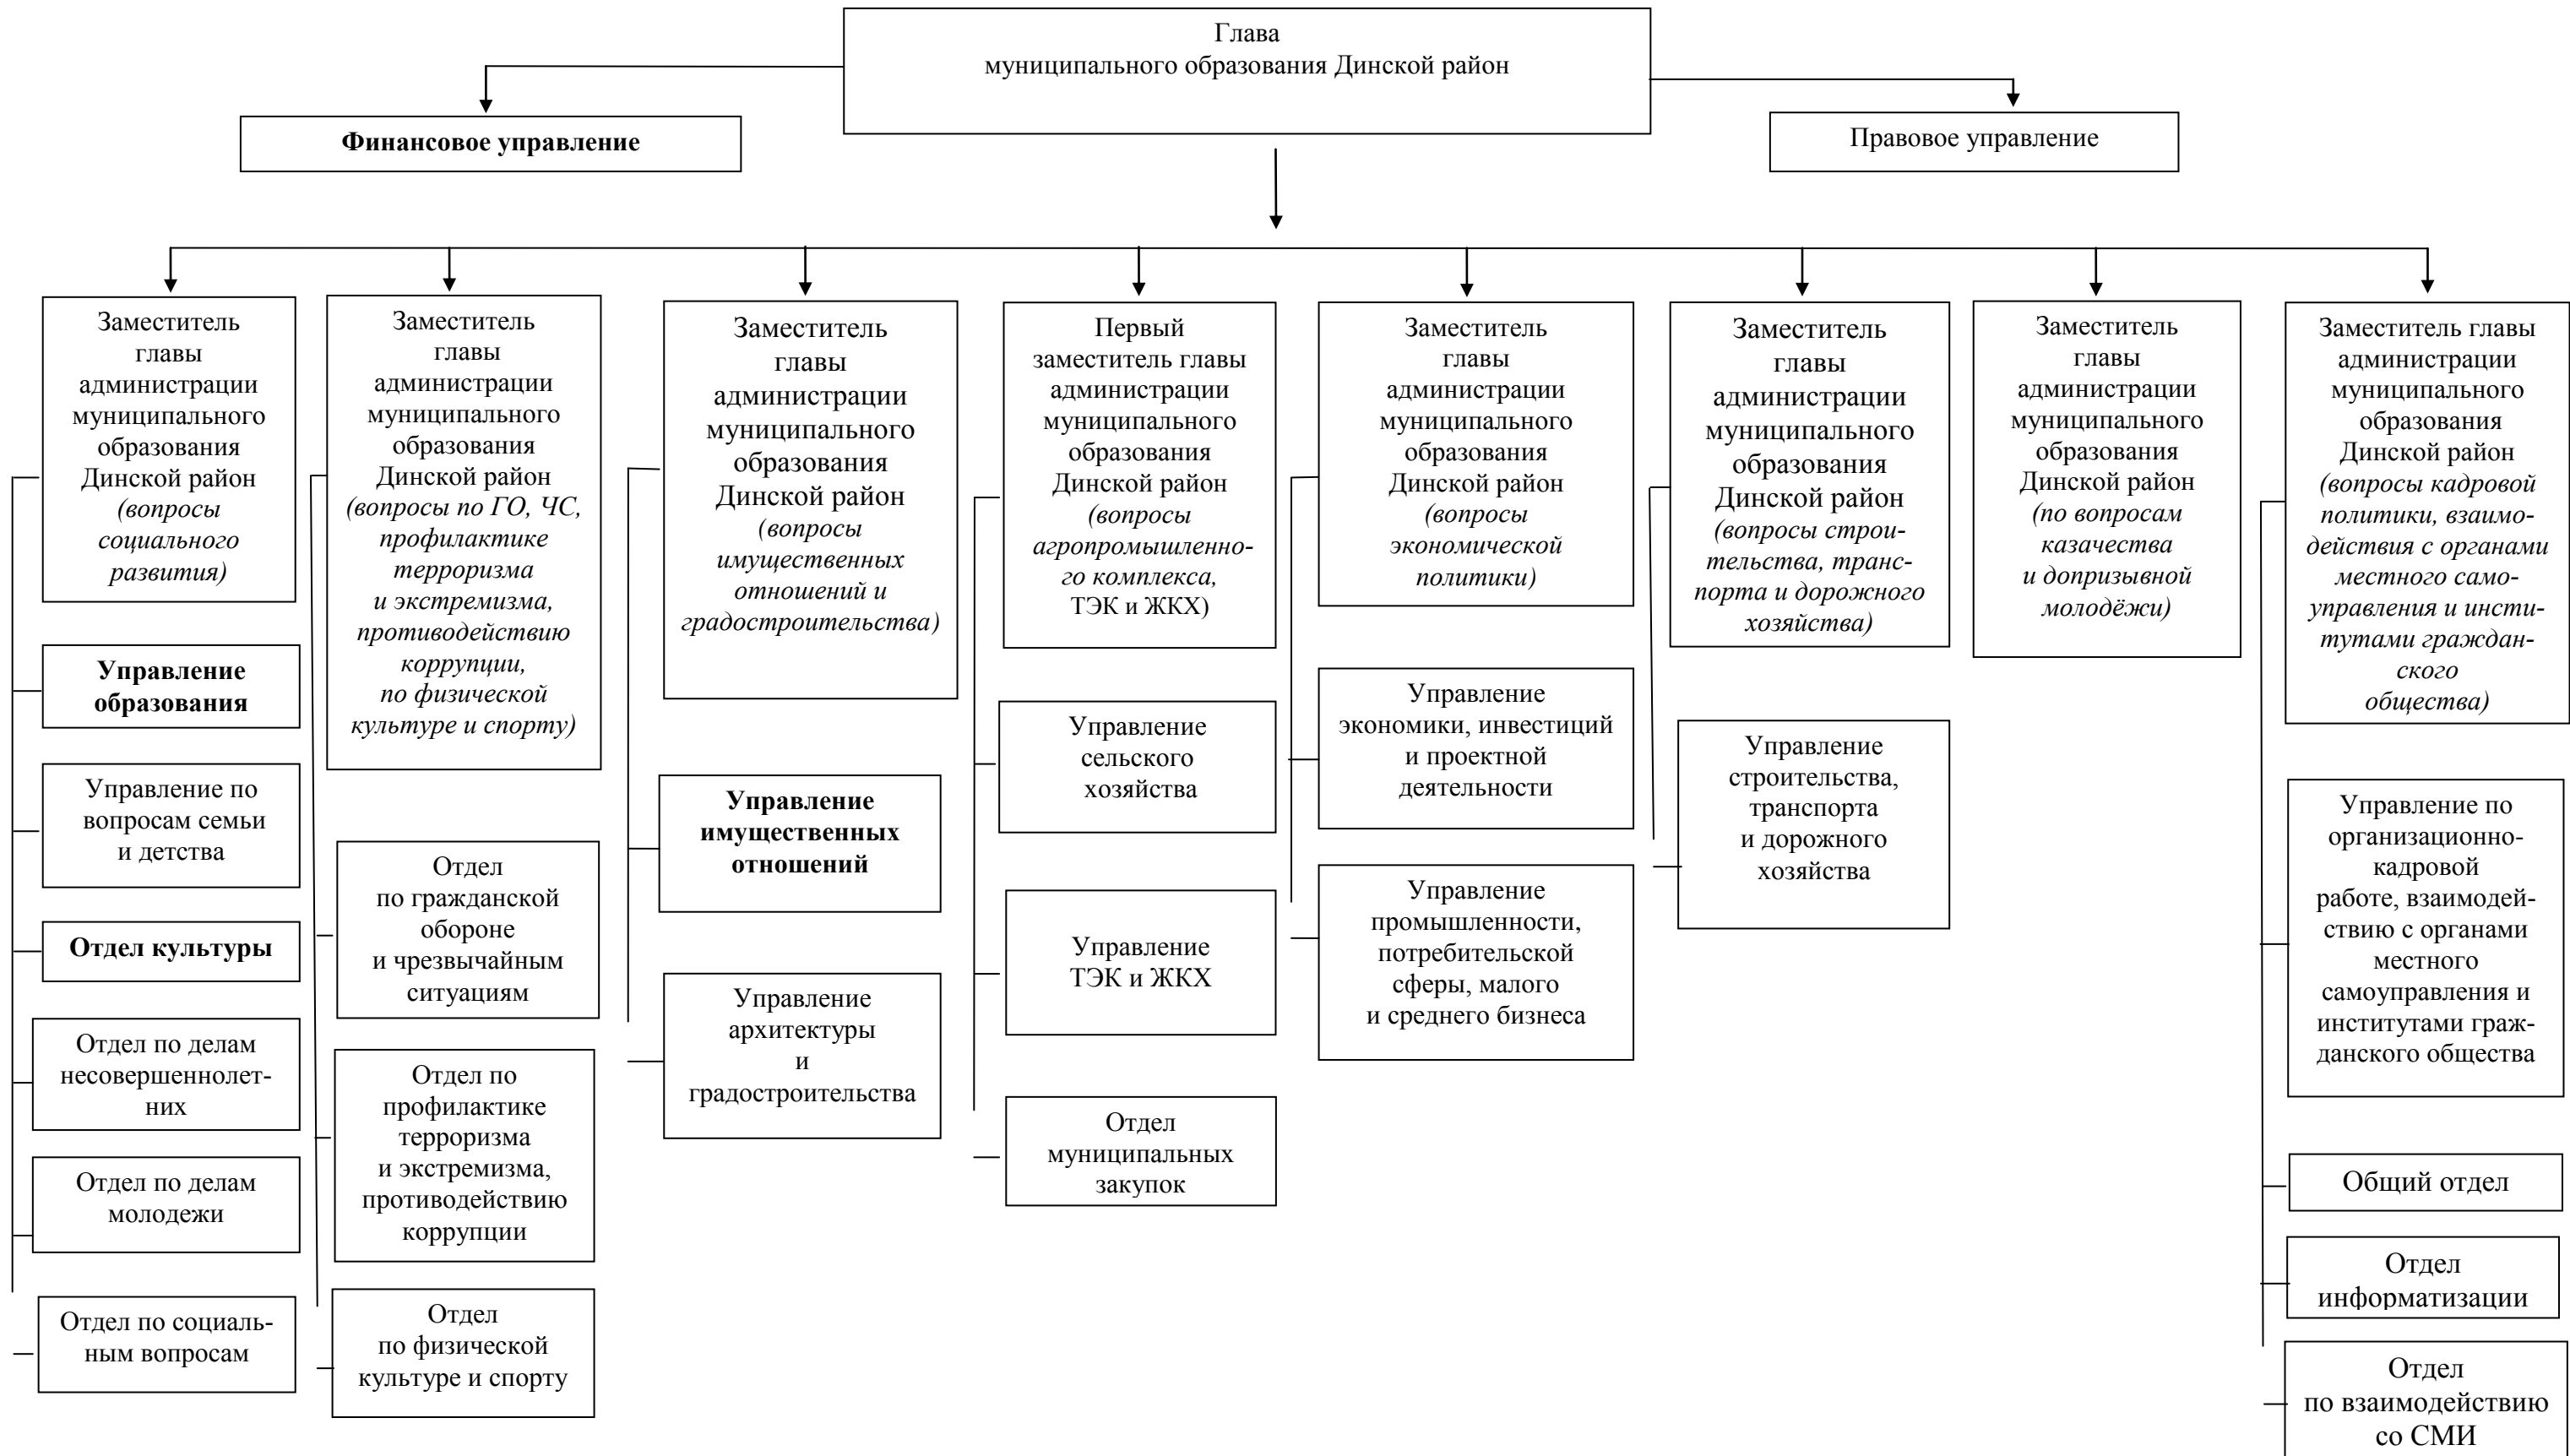 Глава
муниципального образования Динской район
Финансовое управление
Правовое управление
Заместитель
главы
администрации
муниципального
образования
Динской район
(вопросы
социального
развития)
Управление
образования
Управление по
вопросам семьи
и детства
Отдел культуры
Отдел по делам
несовершеннолет-
них
Отдел по делам
молодежи
Отдел по социаль-
ным вопросам
Заместитель
главы
администрации
муниципального
образования
Динской район
(вопросы по ГО, ЧС,
профилактике
терроризма
и экстремизма,
противодействию
коррупции,
по физической
культуре и спорту)
Отдел
по гражданской
обороне
и чрезвычайным
ситуациям
Отдел по
профилактике
терроризма
и экстремизма,
противодействию
коррупции
Отдел
по физической
культуре и спорту
Заместитель
главы
администрации
муниципального
образования
Динской район
(вопросы
имущественных
отношений и
градостроительства)
Управление
имущественных
отношений
Управление
архитектуры
и
градостроительства
Первый
заместитель главы
администрации
муниципального
образования
Динской район
(вопросы
агропромышленно-
го комплекса,
ТЭК и ЖКХ)
Управление
сельского
хозяйства
Управление
ТЭК и ЖКХ
Отдел
муниципальных
закупок
Заместитель
главы
администрации
муниципального
образования
Динской район
(вопросы
экономической
политики)
Управление
экономики, инвестиций
и проектной
деятельности
Управление
промышленности,
потребительской
сферы, малого
и среднего бизнеса
Заместитель
главы
администрации
муниципального
образования
Динской район
(вопросы строи-
тельства, транс-
порта и дорожного
хозяйства)
Управление
строительства,
транспорта
и дорожного
хозяйства
Заместитель
главы
администрации
муниципального
образования
Динской район
(по вопросам
казачества
и допризывной
молодёжи)
Заместитель главы
администрации
муниципального
образования
Динской район
(вопросы кадровой
политики, взаимо-
действия с органами
местного само-
управления и инсти-
тутами граждан-
ского
общества)
Управление по
организационно-
кадровой
работе, взаимодей-
ствию с органами
местного
самоуправления и
институтами граж-
данского общества
Общий отдел
Отдел
информатизации
Отдел
по взаимодействию
со СМИ